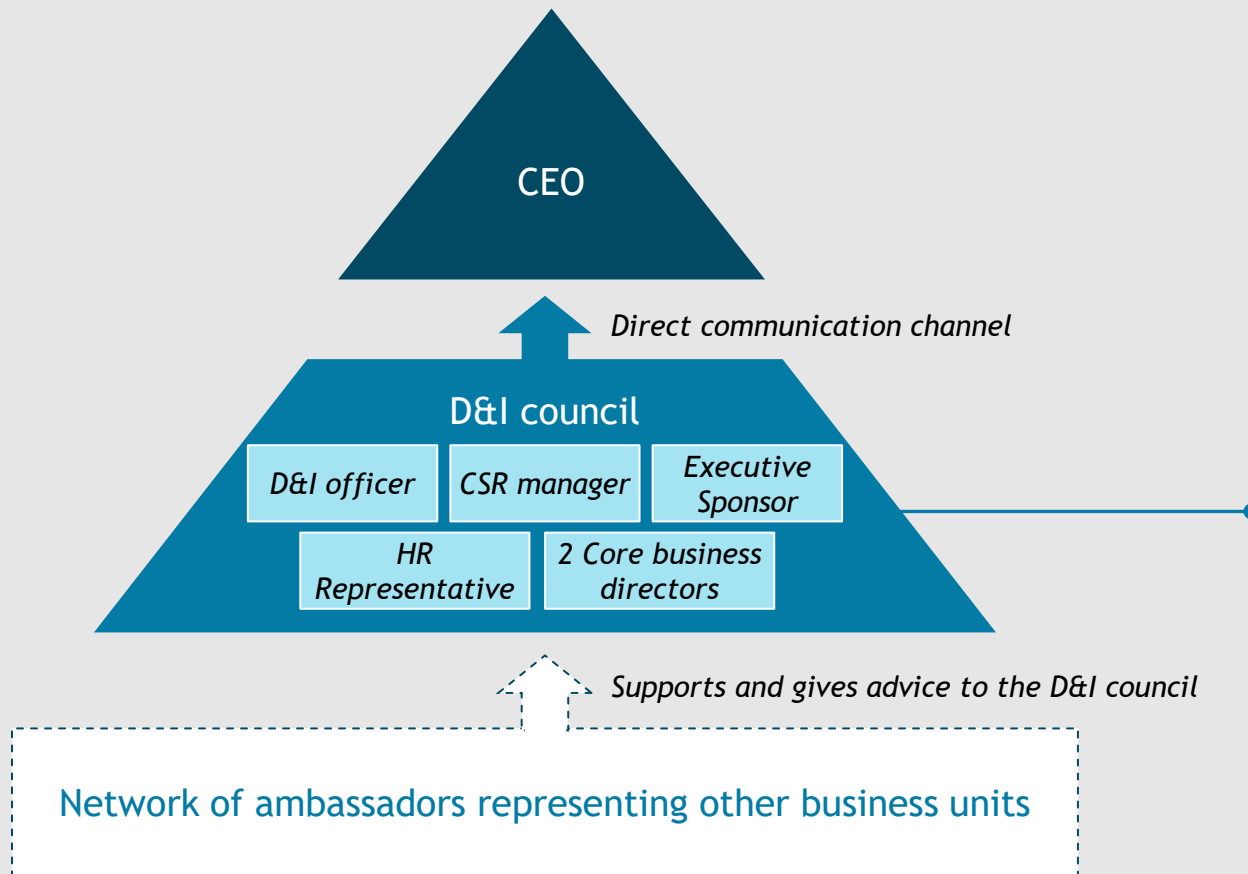 CEO
Direct communication channel
D&I council
D&I officer
CSR manager
Executive
Sponsor
HR
Representative
2 Core business
directors
Supports and gives advice to the D&I council
Network of ambassadors representing other business units